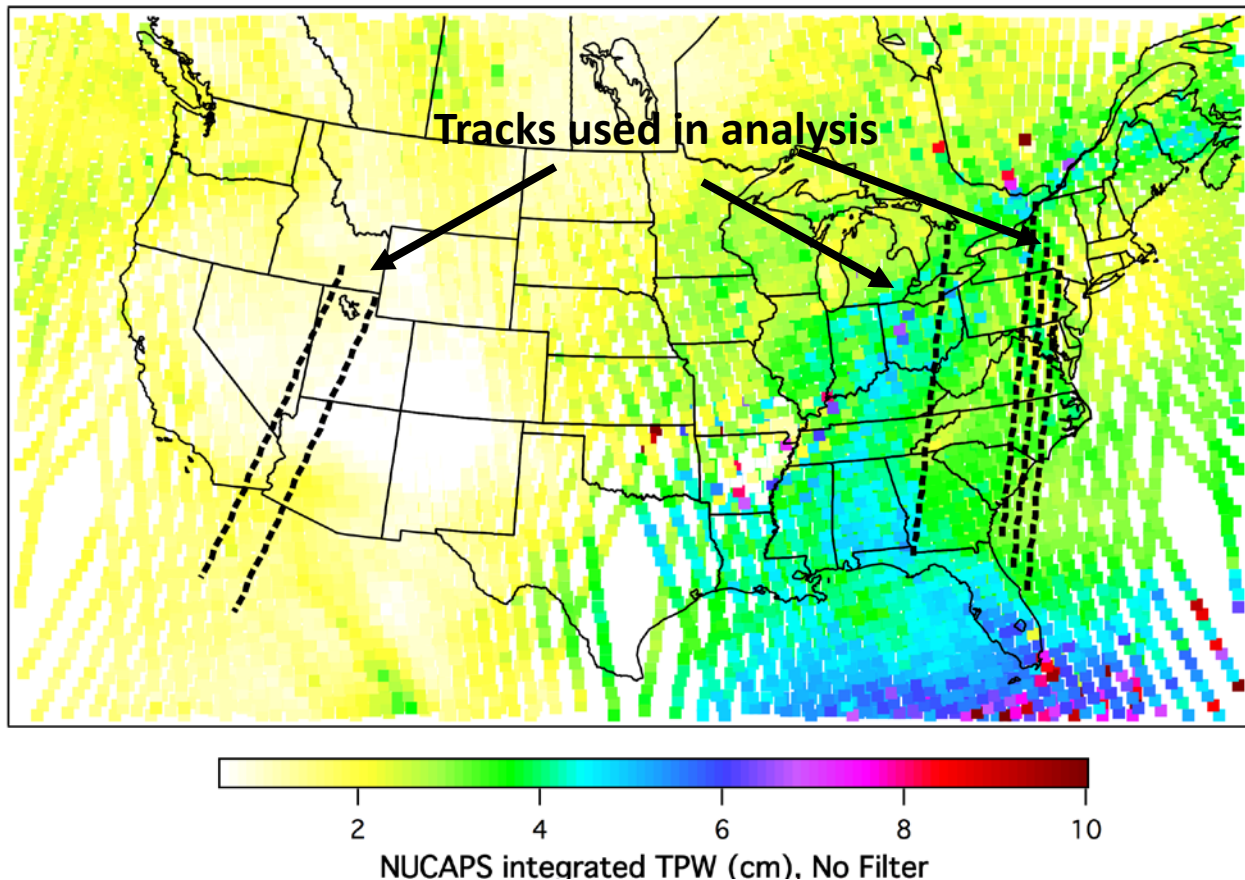 Tracks used in analysis
2 4 6 8 10
NUCAPS integrated TPW (cm), No Filter